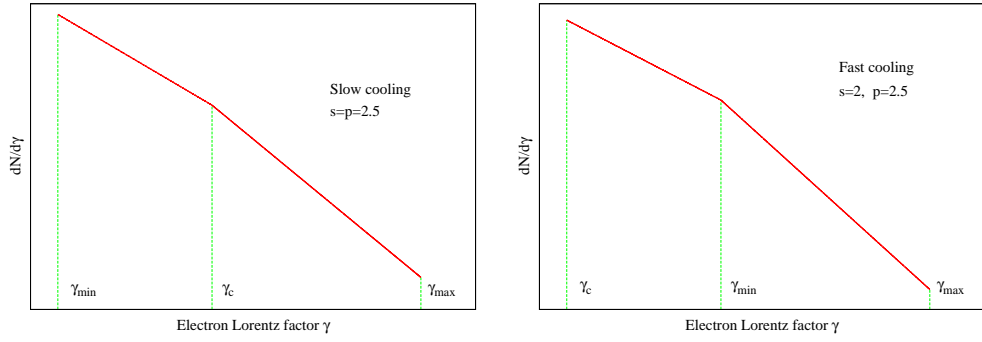 dN/dγ
Slow cooling
s=p=2.5
γmin
γc
γmax
Electron Lorentz factor γ
dN/dγ
Fast cooling
s=2, p=2.5
γc
γmin
γmax
Electron Lorentz factor γ